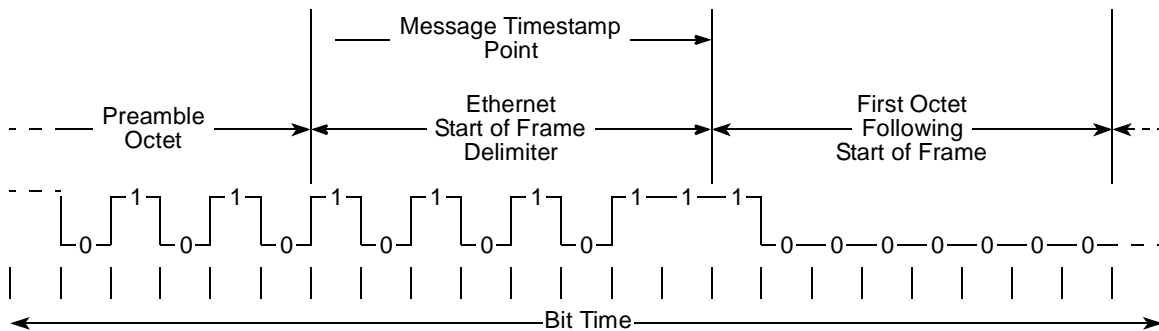 Message Timestamp
Point
Preamble
Octet
Ethernet
Start of Frame
Delimiter
First Octet
Following
Start of Frame
1 1 1 1 1 1 1 1
0 0 0 0 0 0 0 0 0 0 0 0 0
Bit Time